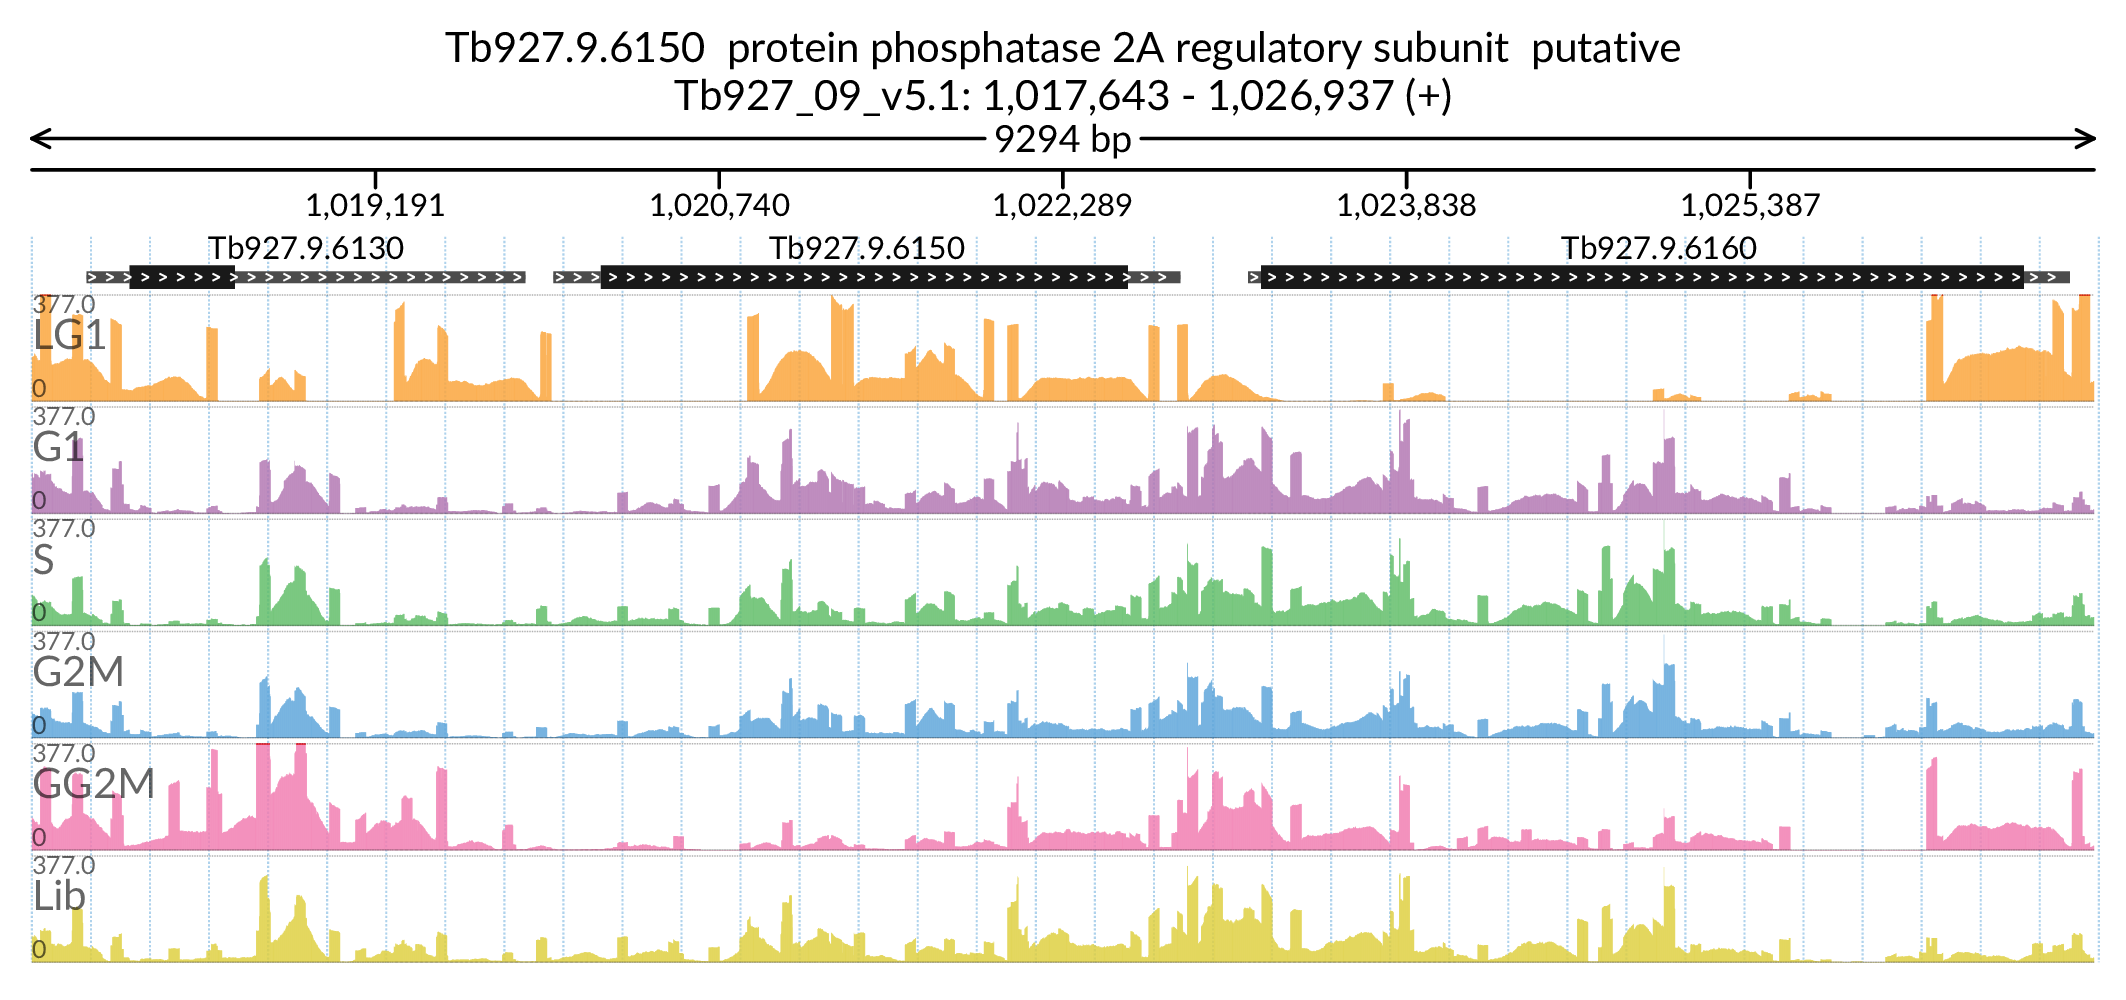 Tb927.9.6150  protein phosphatase 2A regulatory subunit  putative
Tb927_09_v5.1: 1,017,643 - 1,026,937 (+)
9294 bp
1,019,191 1,020,740 1,022,289 1,023,838 1,025,387
Tb927.9.6130 Tb927.9.6150 Tb927.9.6160
377.0
LG1
0
377.0
G1
0
377.0
S
0
377.0
G2M
0
377.0
GG2M
0
377.0
Lib
0